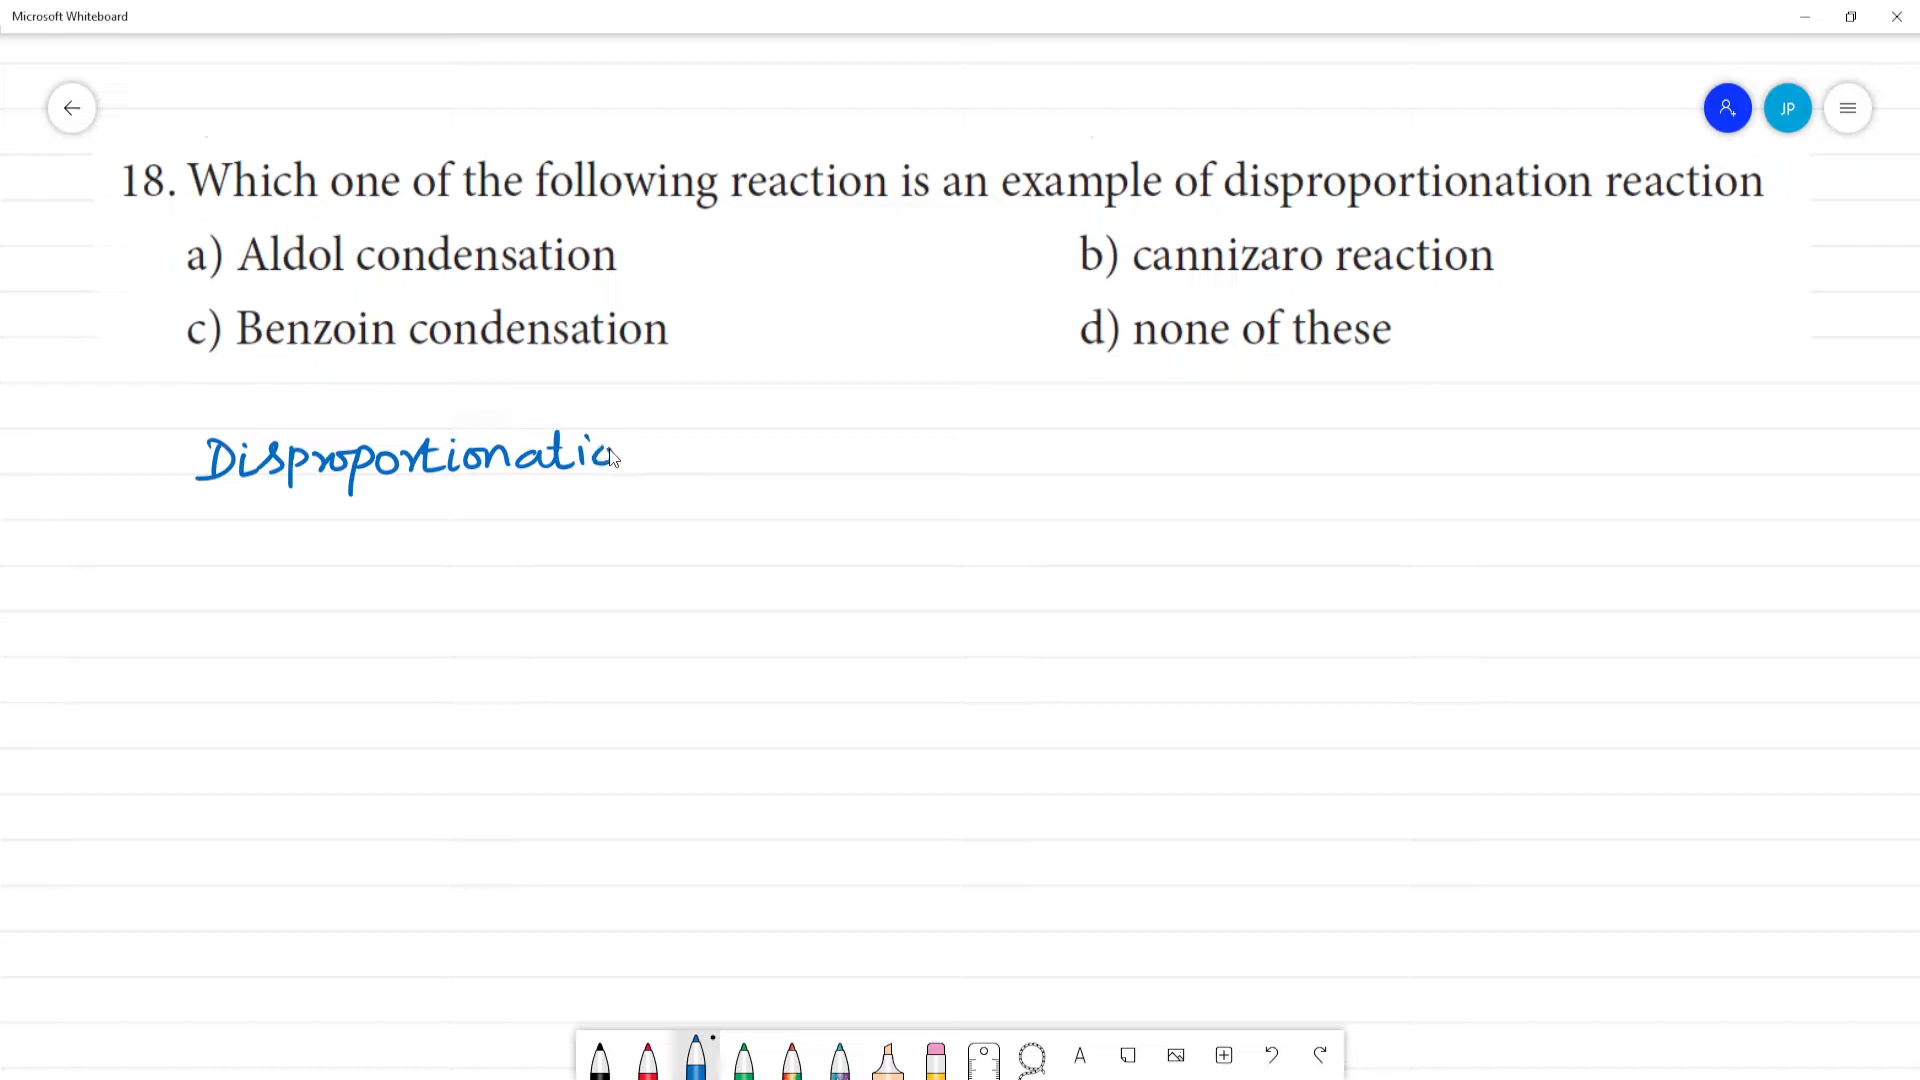 Microsoft Whiteboard
JP
18. Which one of the following reaction is an example of disproportionation reaction
a) Aldol condensation
b) cannizaro reaction
c) Benzoin condensation
d) none of these
Disproportionatio